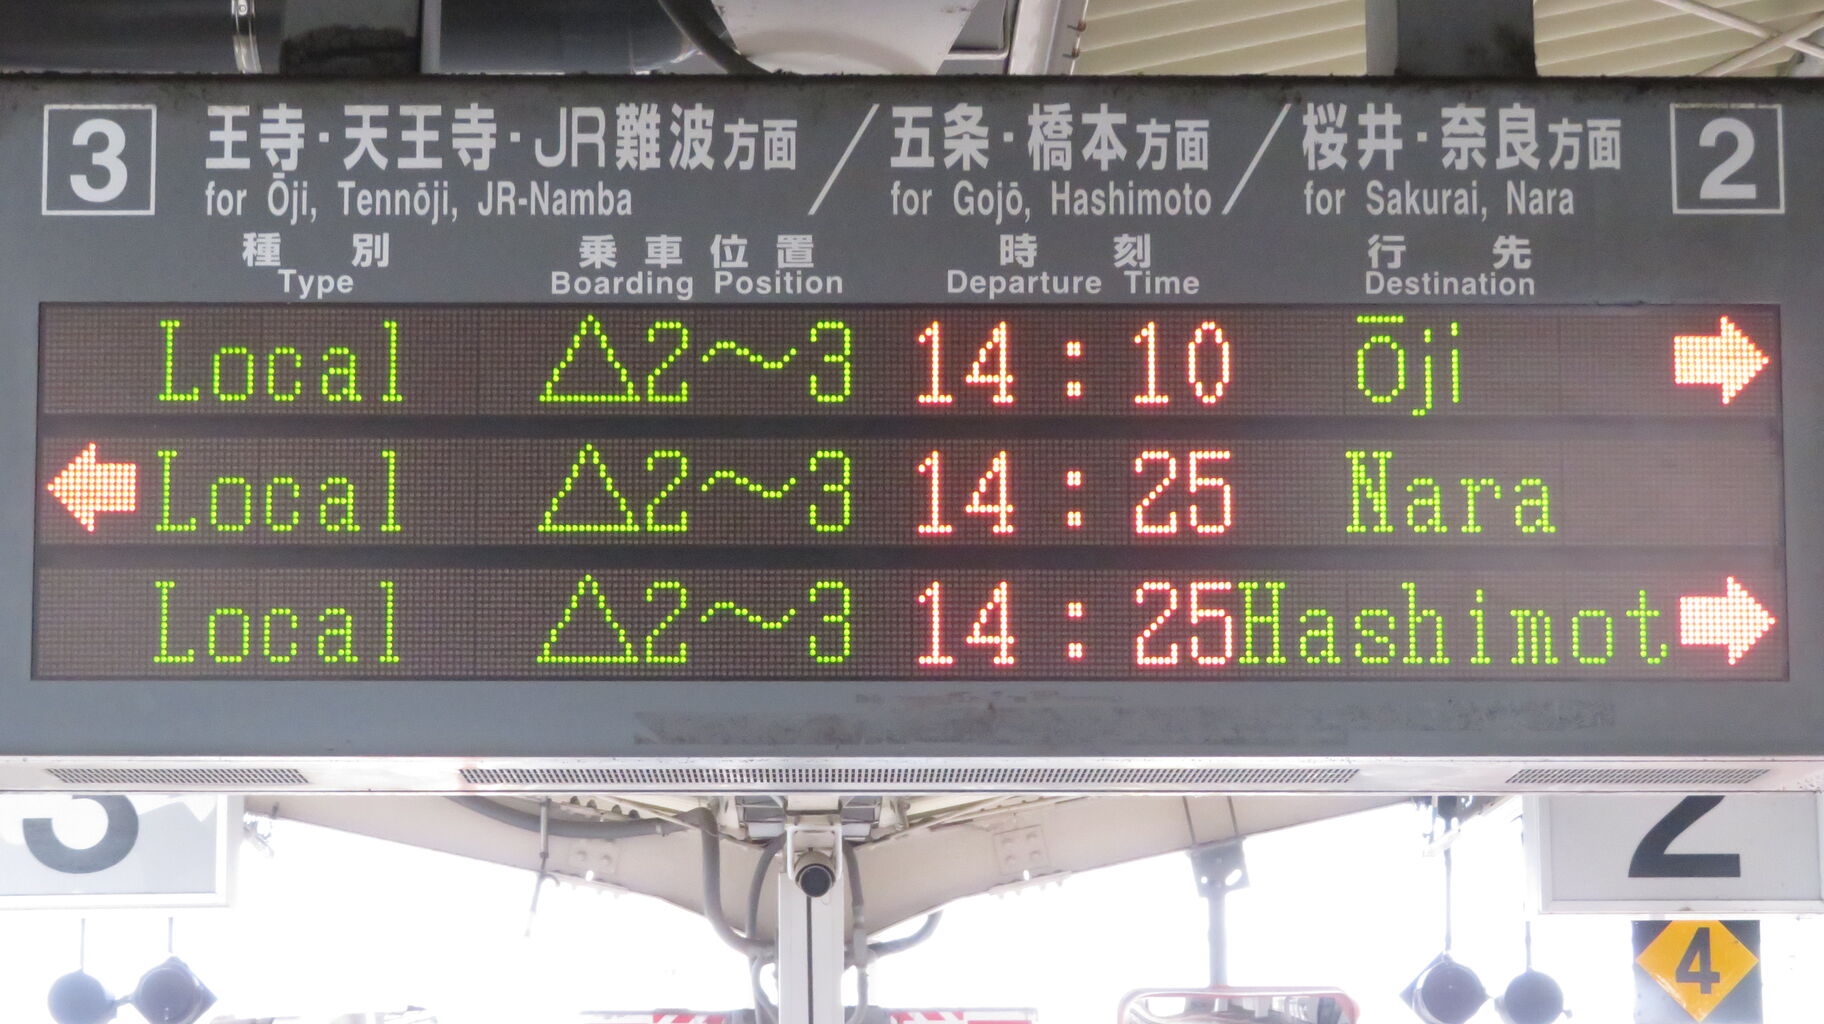 3 王寺・天王寺・JR難波方面 / 五条・橋本方面 / 桜井・奈良方面 2
for Ōji, Tennōji, JR-Namba for Gojō, Hashimoto for Sakurai, Nara
種別 乗車位置 時刻 行先
Type Boarding Position Departure Time Destination
Local △2～3 14:10 Ōji →
← Local △2～3 14:25 Nara
Local △2～3 14:25 Hashimot →
3 2
4